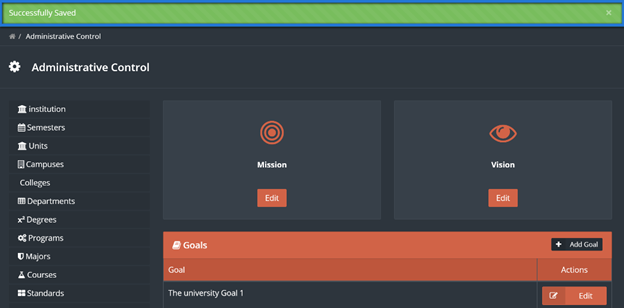 Successfully Saved ×
/ Administrative Control
Administrative Control
institution
Semesters
Units
Campuses
Colleges
Departments
x² Degrees
Programs
Majors
Courses
Standards
Mission
Edit
Vision
Edit
Goals
+ Add Goal
Goal Actions
The university Goal 1 Edit